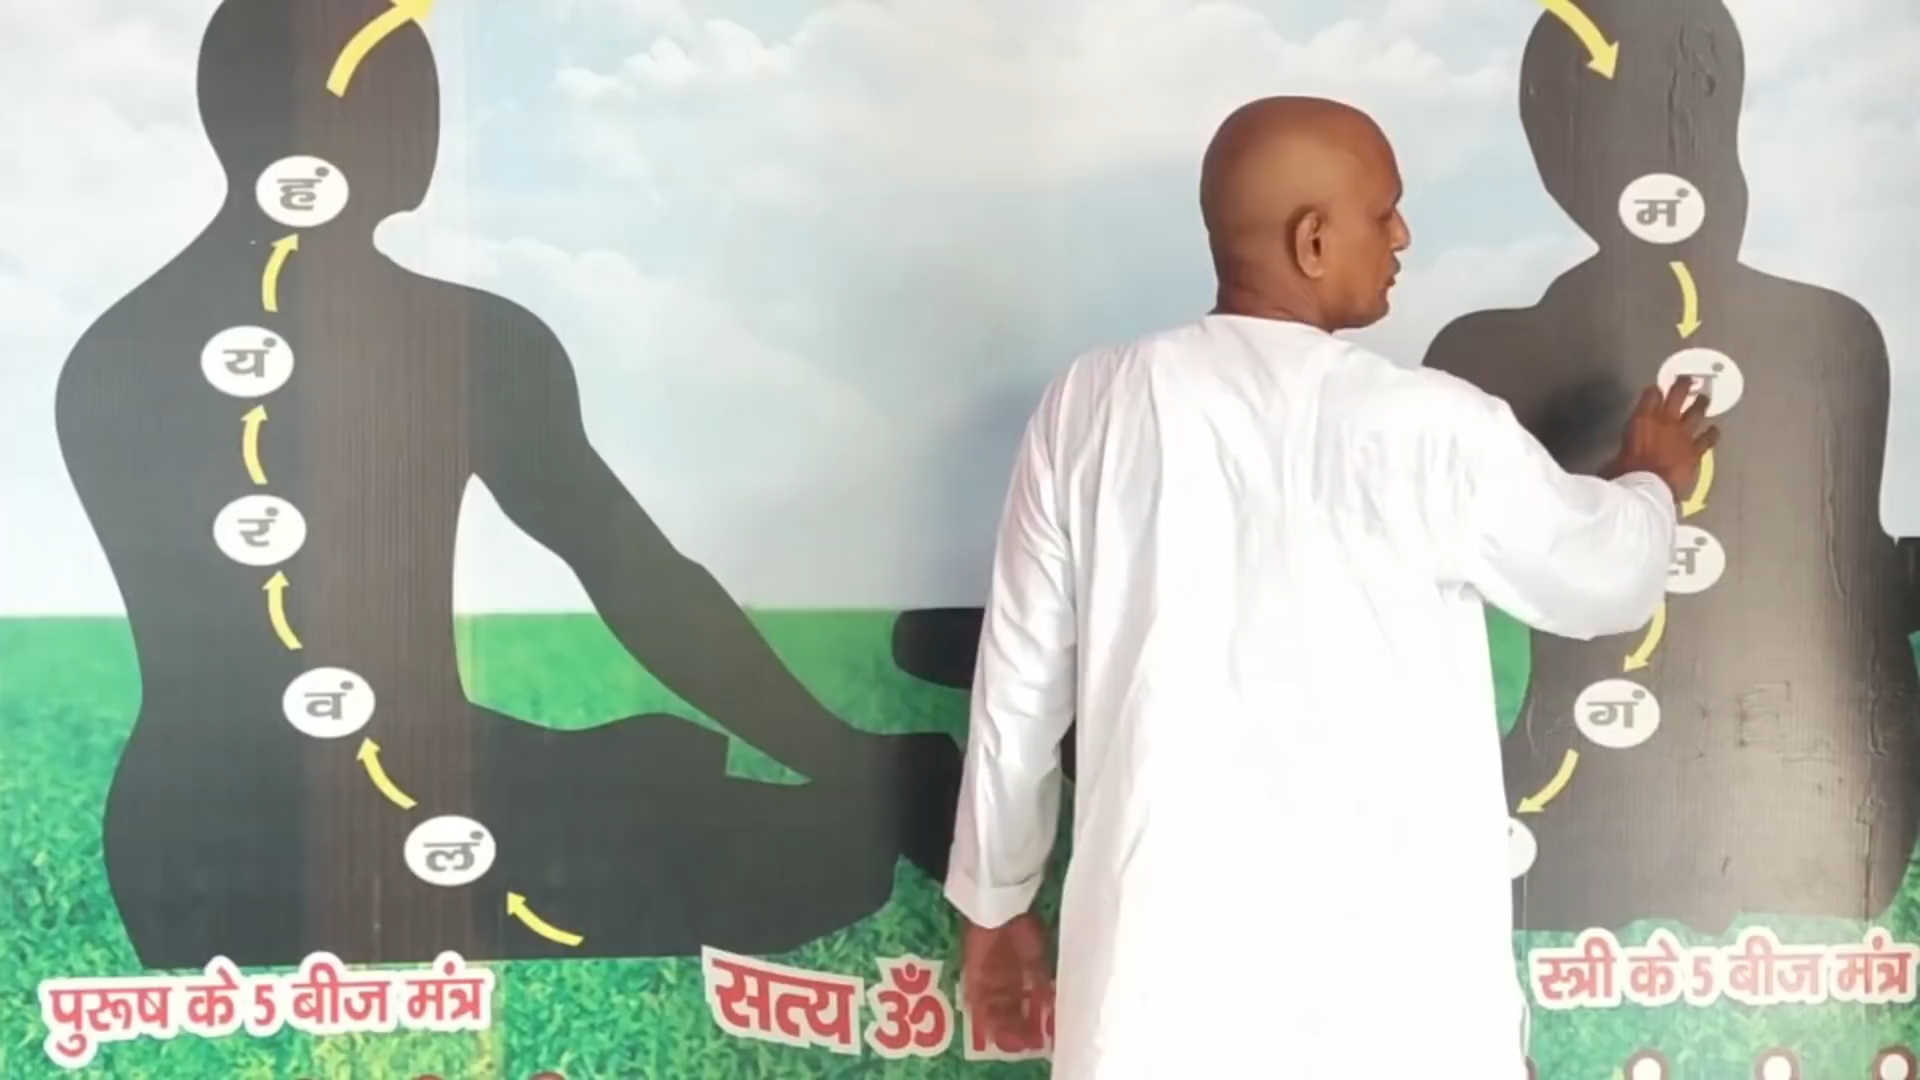 हं
यं
रं
वं
लं
मं
सं
गं
पुरूष के 5 बीज मंत्र
सत्य ॐ
स्त्री के 5 बीज मंत्र